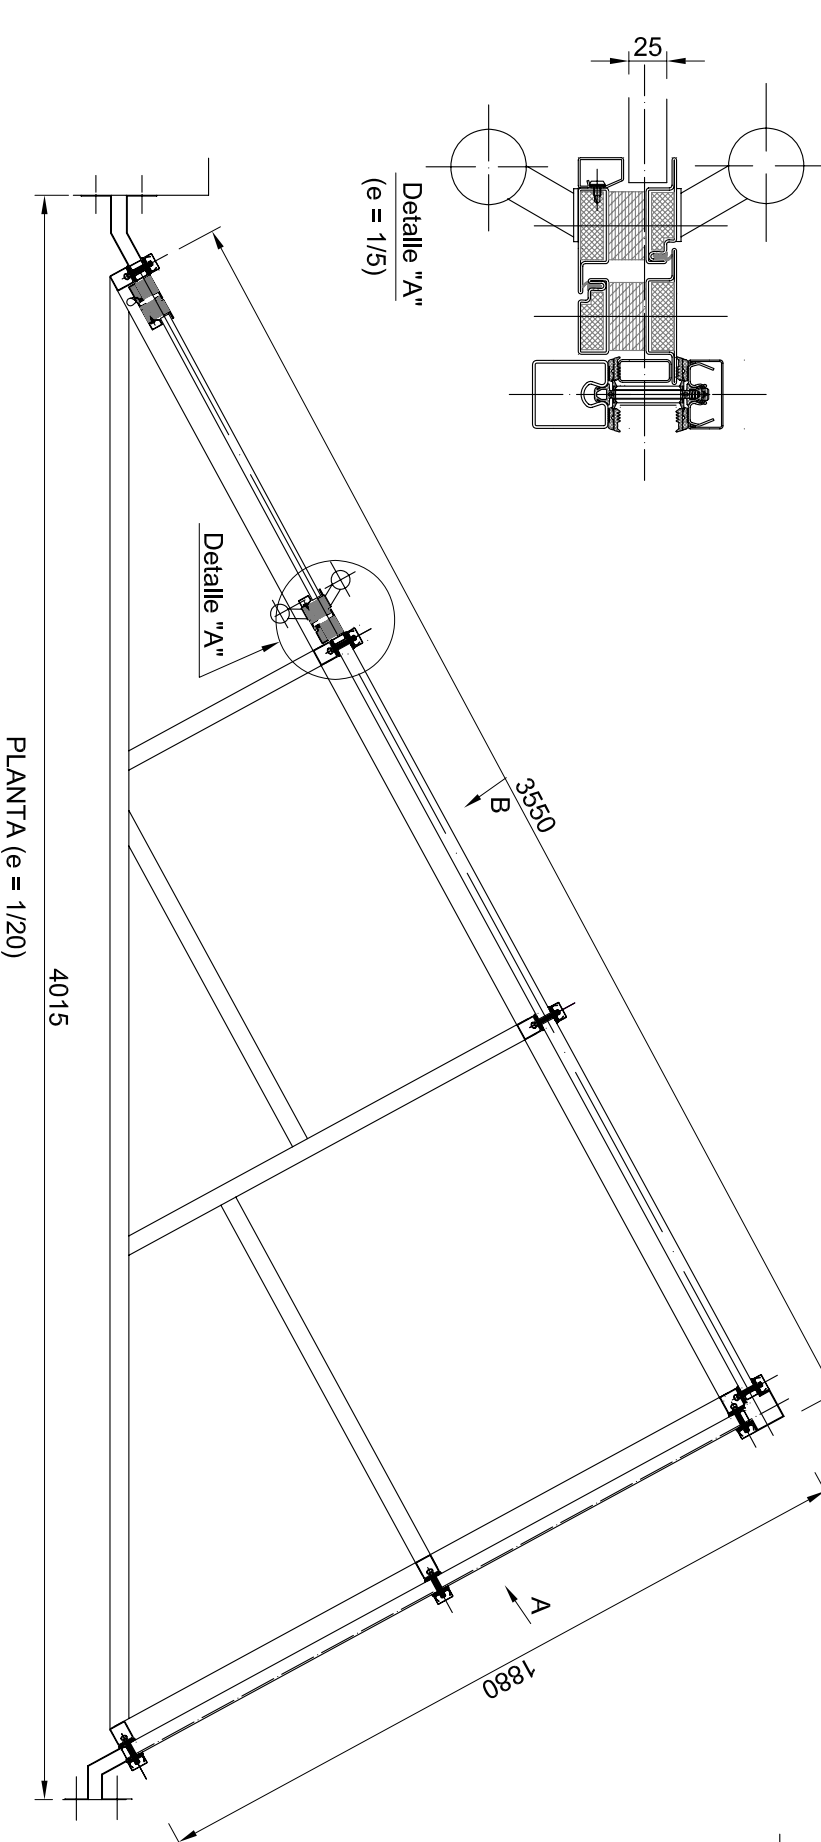 25
Detalle "A"
(e = 1/5)
Detalle "A"
B
3550
PLANTA (e = 1/20)
4015
A
1880